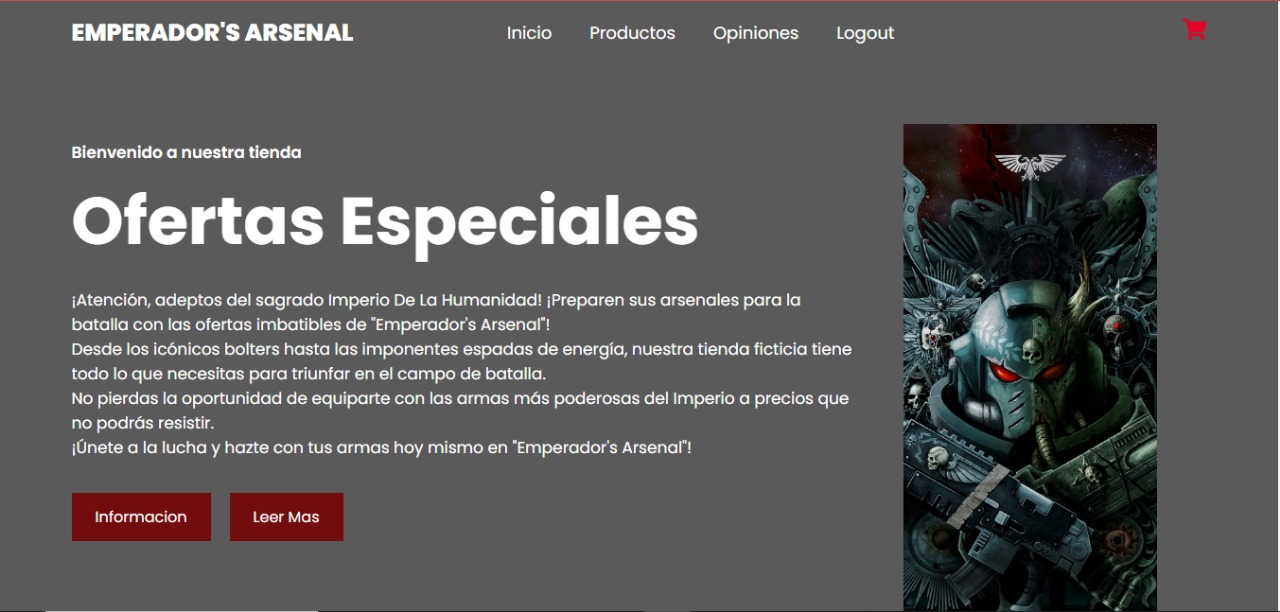 EMPERADOR'S ARSENAL
Inicio Productos Opiniones Logout
Bienvenido a nuestra tienda
Ofertas Especiales
¡Atención, adeptos del sagrado Imperio De La Humanidad! ¡Preparen sus arsenales para la
batalla con las ofertas imbatibles de "Emperador's Arsenal"!
Desde los icónicos bolters hasta las imponentes espadas de energía, nuestra tienda ficticia tiene
todo lo que necesitas para triunfar en el campo de batalla.
No pierdas la oportunidad de equiparte con las armas más poderosas del Imperio a precios que
no podrás resistir.
¡Únete a la lucha y hazte con tus armas hoy mismo en "Emperador's Arsenal"!
Informacion Leer Mas